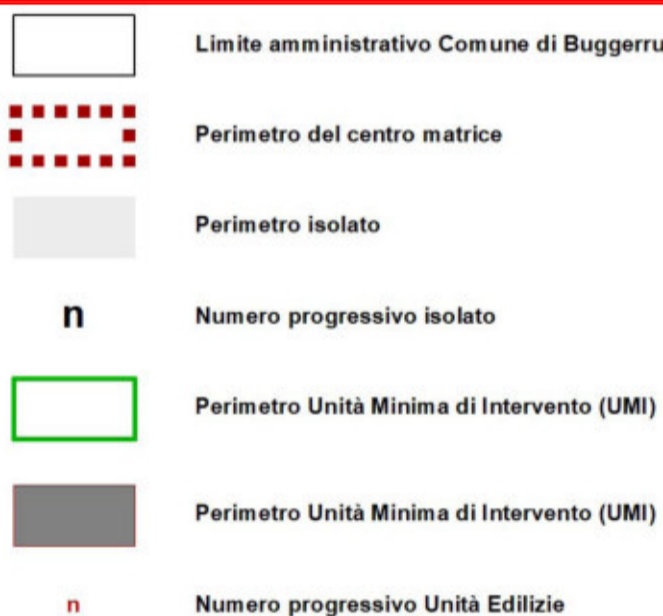 Limite amministrativo Comune di Buggerru
Perimetro del centro matrice
Perimetro isolato
n Numero progressivo isolato
Perimetro Unità Minima di Intervento (UMI)
Perimetro Unità Minima di Intervento (UMI)
n Numero progressivo Unità Edilizie